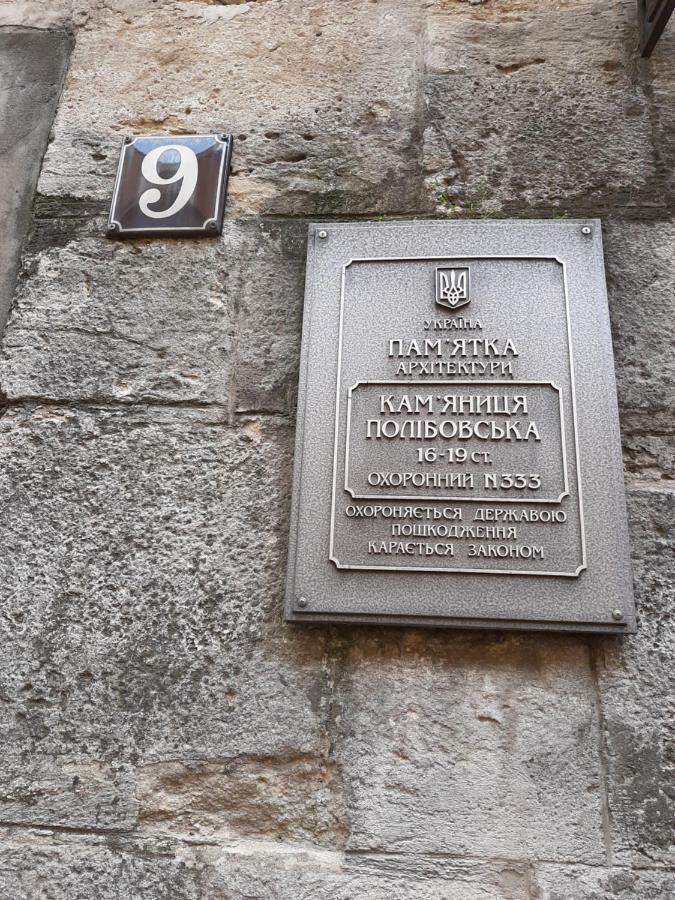 9
УКРАЇНА
ПАМ'ЯТКА
АРХІТЕКТУРИ
КАМ'ЯНИЦЯ
ПОЛІБОВСЬКА
16-19 СТ.
ОХОРОННИЙ N333
ОХОРОНЯЄТЬСЯ ДЕРЖАВОЮ
ПОШКОДЖЕННЯ
КАРАЄТЬСЯ ЗАКОНОМ